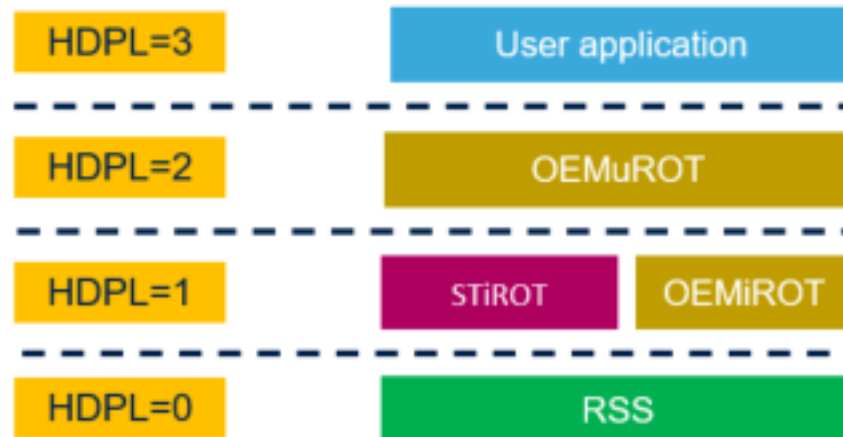 HDPL=3 User application
HDPL=2 OEMuROT
HDPL=1 STiROT OEMiROT
HDPL=0 RSS